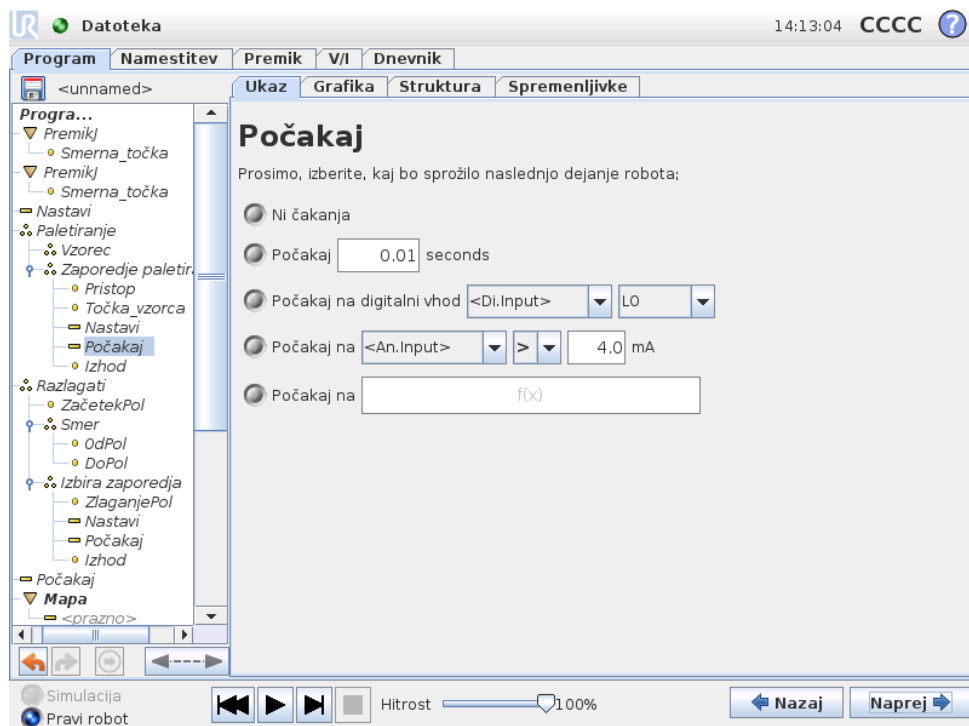 UR Datoteka 14:13:04 CCCC ?
Program Namestitev Premik V/I Dnevnik
<unnamed>
Ukaz Grafika Struktura Spremenljivke
Progra...
PremikJ
Smerna_točka
PremikJ
Smerna_točka
Nastavi
Paletiranje
Vzorec
Zaporedje paletir
Pristop
Točka_vzorca
Nastavi
Počakaj
Izhod
Razlagati
ZačetekPol
Smer
OdPol
DoPol
Izbira zaporedja
ZlaganjePol
Nastavi
Počakaj
Izhod
Počakaj
Mapa
<prazno>
Počakaj
Prosimo, izberite, kaj bo sprožilo naslednjo dejanje robota;
Ni čakanja
Počakaj 0.01 seconds
Počakaj na digitalni vhod <Di.Input> LO
Počakaj na <An.Input> > 4.0 mA
Počakaj na f(x)
Simulacija
Pravi robot
Hitrost 100%
Nazaj Naprej